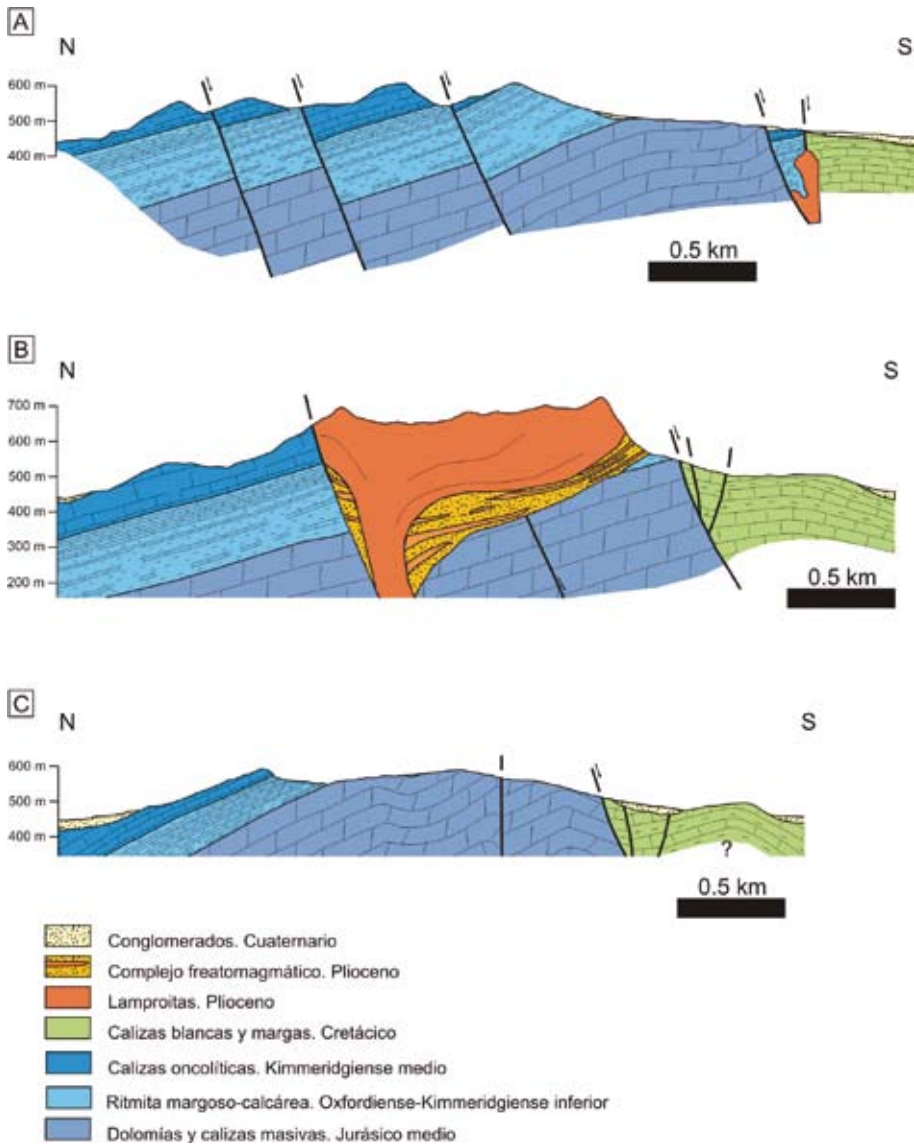 A
N
S
600 m
500 m
400 m
0.5 km
B
N
S
700 m
600 m
500 m
400 m
300 m
200 m
0.5 km
C
N
S
600 m
500 m
400 m
?
0.5 km
Conglomerados. Cuaternario
Complejo freatomagmático. Plioceno
Lamproitas. Plioceno
Calizas blancas y margas. Cretácico
Calizas oncolíticas. Kimmeridgiense medio
Ritmita margoso-calcárea. Oxfordiense-Kimmeridgiense inferior
Dolomías y calizas masivas. Jurásico medio